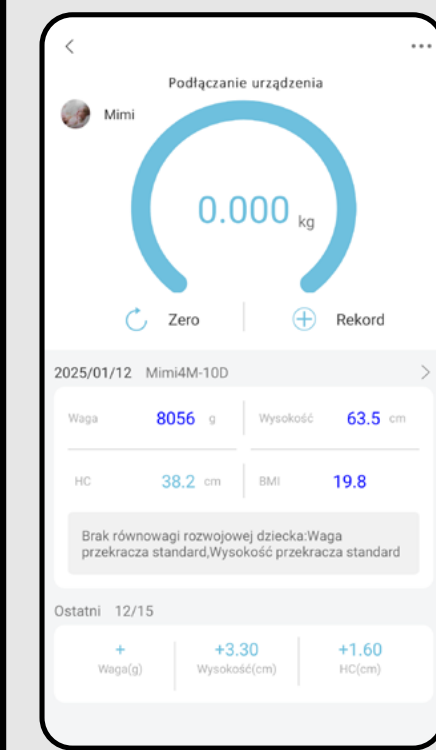 Podłączanie urządzenia
Mimi
0.000 kg
Zero Rekord
2025/01/12 Mimi4M-10D
Waga 8056 g Wysokość 63.5 cm
HC 38.2 cm BMI 19.8
Brak równowagi rozwojowej dziecka:Waga
przekracza standard,Wysokość przekracza standard
Ostatni 12/15
+ +3.30 +1.60
Waga(g) Wysokość(cm) HC(cm)